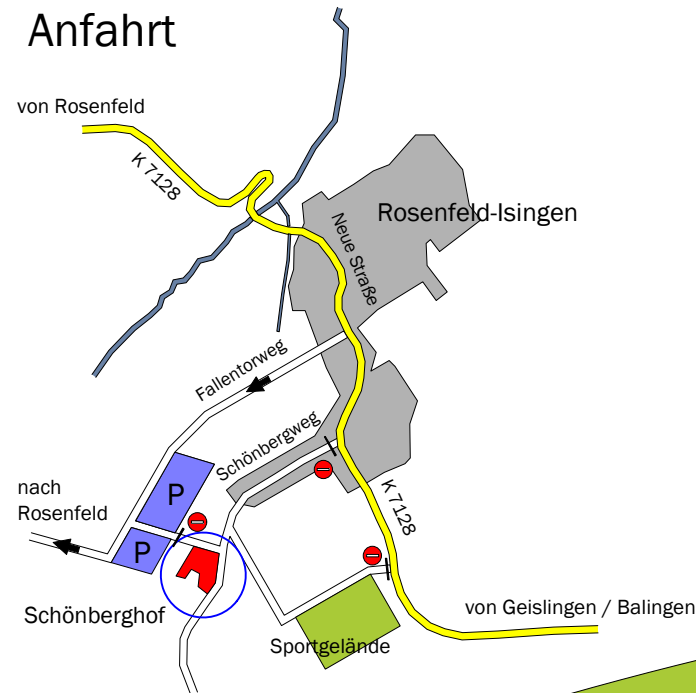 Anfahrt
von Rosenfeld
K 7128
Rosenfeld-Isingen
Neue Straße
Fallentorweg
Schönbergweg
P
nach
Rosenfeld
K 7128
P
Schönberghof
von Geislingen / Balingen
Sportgelände